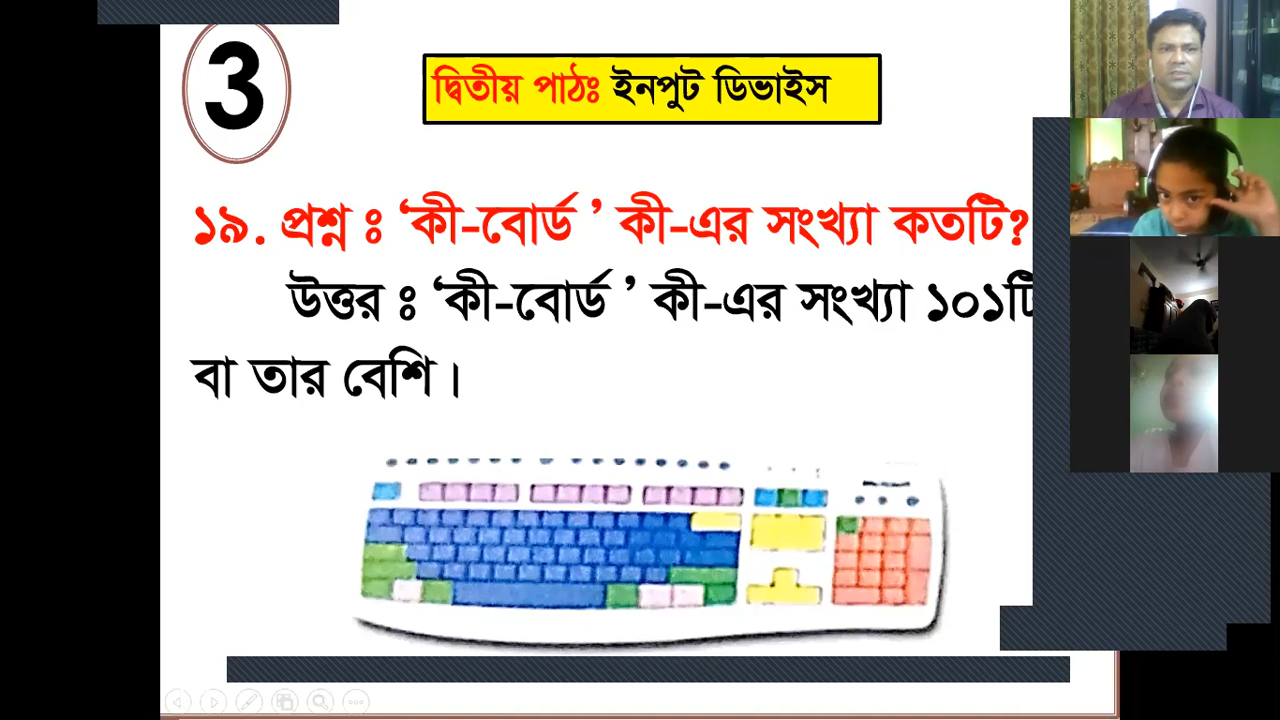 3
দ্বিতীয় পাঠঃ ইনপুট ডিভাইস
১৯. প্রশ্ন ঃ ‘কী-বোর্ড ’ কী-এর সংখ্যা কতটি?
উত্তর ঃ ‘কী-বোর্ড ’ কী-এর সংখ্যা ১০১টি
বা তার বেশি।